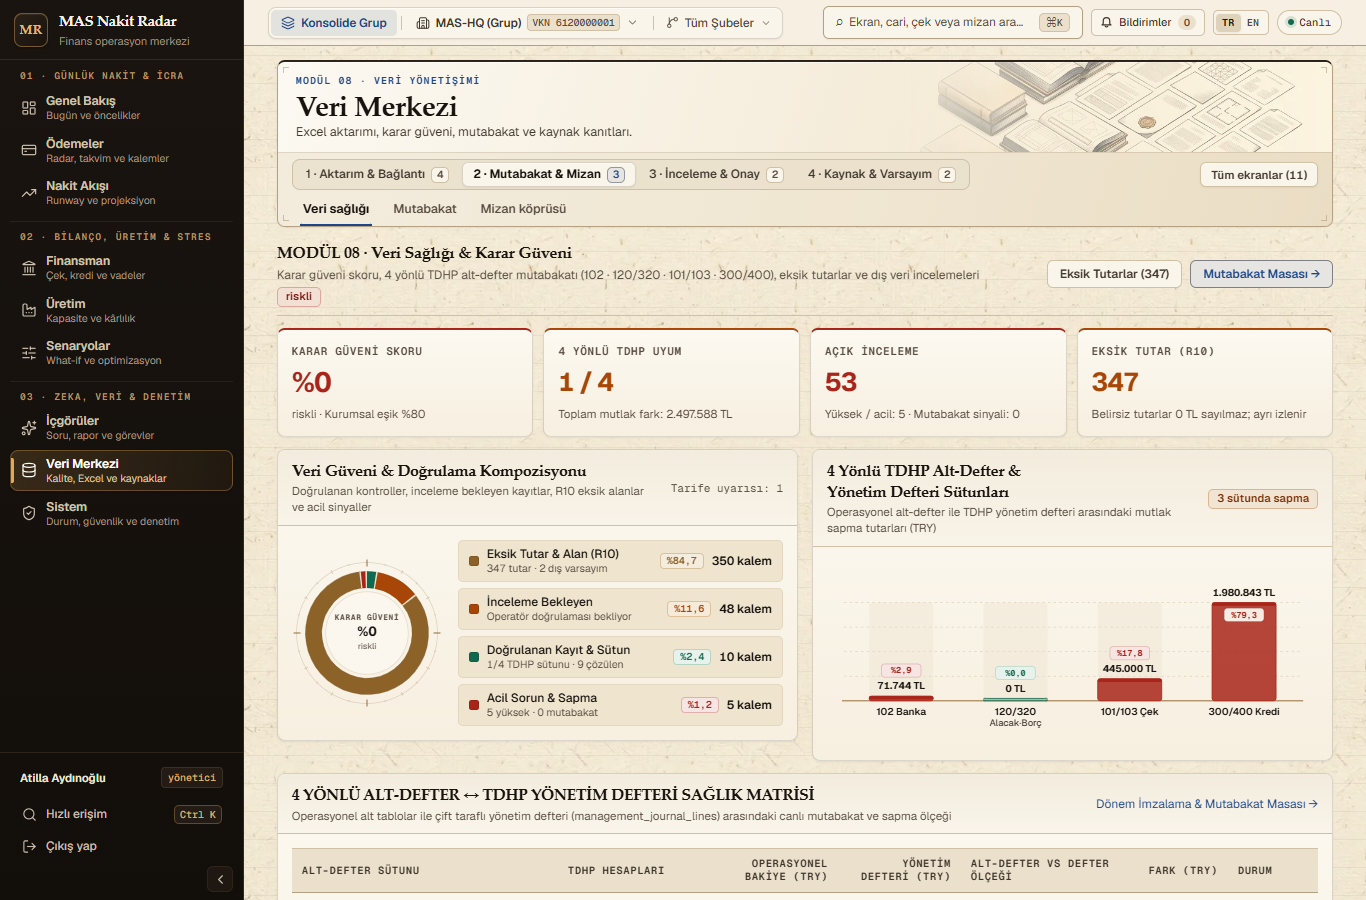 MR
MAS Nakit Radar
Finans operasyon merkezi
01 · GÜNLÜK NAKİT & İCRA
Genel Bakış
Bugün ve öncelikler
Ödemeler
Radar, takvim ve kalemler
Nakit Akışı
Runway ve projeksiyon
02 · BİLANÇO, ÜRETİM & STRES
Finansman
Çek, kredi ve vadeler
Üretim
Kapasite ve kârlılık
Senaryolar
What-if ve optimizasyon
03 · ZEKA, VERİ & DENETİM
İçgörüler
Soru, rapor ve görevler
Veri Merkezi
Kalite, Excel ve kaynaklar
Sistem
Durum, güvenlik ve denetim
Atilla Aydınoğlu
yönetici
Hızlı erişim
Ctrl K
Çıkış yap
Konsolide Grup
MAS-HQ (Grup)
VKN 6120000001
Tüm Şubeler
Ekran, cari, çek veya mizan ara...
⌘K
Bildirimler 0
TR EN
Canlı
MODÜL 08 · VERİ YÖNETİŞİMİ
Veri Merkezi
Excel aktarımı, karar güveni, mutabakat ve kaynak kanıtları.
1 · Aktarım & Bağlantı 4
2 · Mutabakat & Mizan 3
3 · İnceleme & Onay 2
4 · Kaynak & Varsayım 2
Tüm ekranlar (11)
Veri sağlığı
Mutabakat
Mizan köprüsü
MODÜL 08 · Veri Sağlığı & Karar Güveni
Karar güveni skoru, 4 yönlü TDHP alt-defter mutabakatı (102 · 120/320 · 101/103 · 300/400), eksik tutarlar ve dış veri incelemeleri
riskli
Eksik Tutarlar (347)
Mutabakat Masası →
KARAR GÜVENİ SKORU
%0
riskli · Kurumsal eşik %80
4 YÖNLÜ TDHP UYUM
1 / 4
Toplam mutlak fark: 2.497.588 TL
AÇIK İNCELEME
53
Yüksek / acil: 5 · Mutabakat sinyali: 0
EKSİK TUTAR (R10)
347
Belirsiz tutarlar 0 TL sayılmaz; ayrı izlenir
Veri Güveni & Doğrulama Kompozisyonu
Doğrulanan kontroller, inceleme bekleyen kayıtlar, R10 eksik alanlar
ve acil sinyaller
Tarife uyarısı: 1
KARAR GÜVENİ
%0
riskli
Eksik Tutar & Alan (R10)
347 tutar · 2 dış varsayım
%84,7
350 kalem
İnceleme Bekleyen
Operatör doğrulaması bekliyor
%11,6
48 kalem
Doğrulanan Kayıt & Sütun
1/4 TDHP sütunu · 9 çözülen
%2,4
10 kalem
Acil Sorun & Sapma
5 yüksek · 0 mutabakat
%1,2
5 kalem
4 Yönlü TDHP Alt-Defter &
Yönetim Defteri Sütunları
Operasyonel alt-defter ile TDHP yönetim defteri arasındaki mutlak
sapma tutarları (TRY)
3 sütunda sapma
%2,9
71.744 TL
102 Banka
%0,0
0 TL
120/320
Alacak·Borç
%17,8
445.000 TL
101/103 Çek
1.980.843 TL
%79,3
300/400 Kredi
4 YÖNLÜ ALT-DEFTER ↔ TDHP YÖNETİM DEFTERİ SAĞLIK MATRİSİ
Operasyonel alt tablolar ile çift taraflı yönetim defteri (management_journal_lines) arasındaki canlı mutabakat ve sapma ölçeği
Dönem İmzalama & Mutabakat Masası →
ALT-DEFTER SÜTUNU
TDHP HESAPLARI
OPERASYONEL
BAKİYE (TRY)
YÖNETİM
DEFTERİ (TRY)
ALT-DEFTER VS DEFTER
ÖLÇEĞİ
FARK (TRY)
DURUM